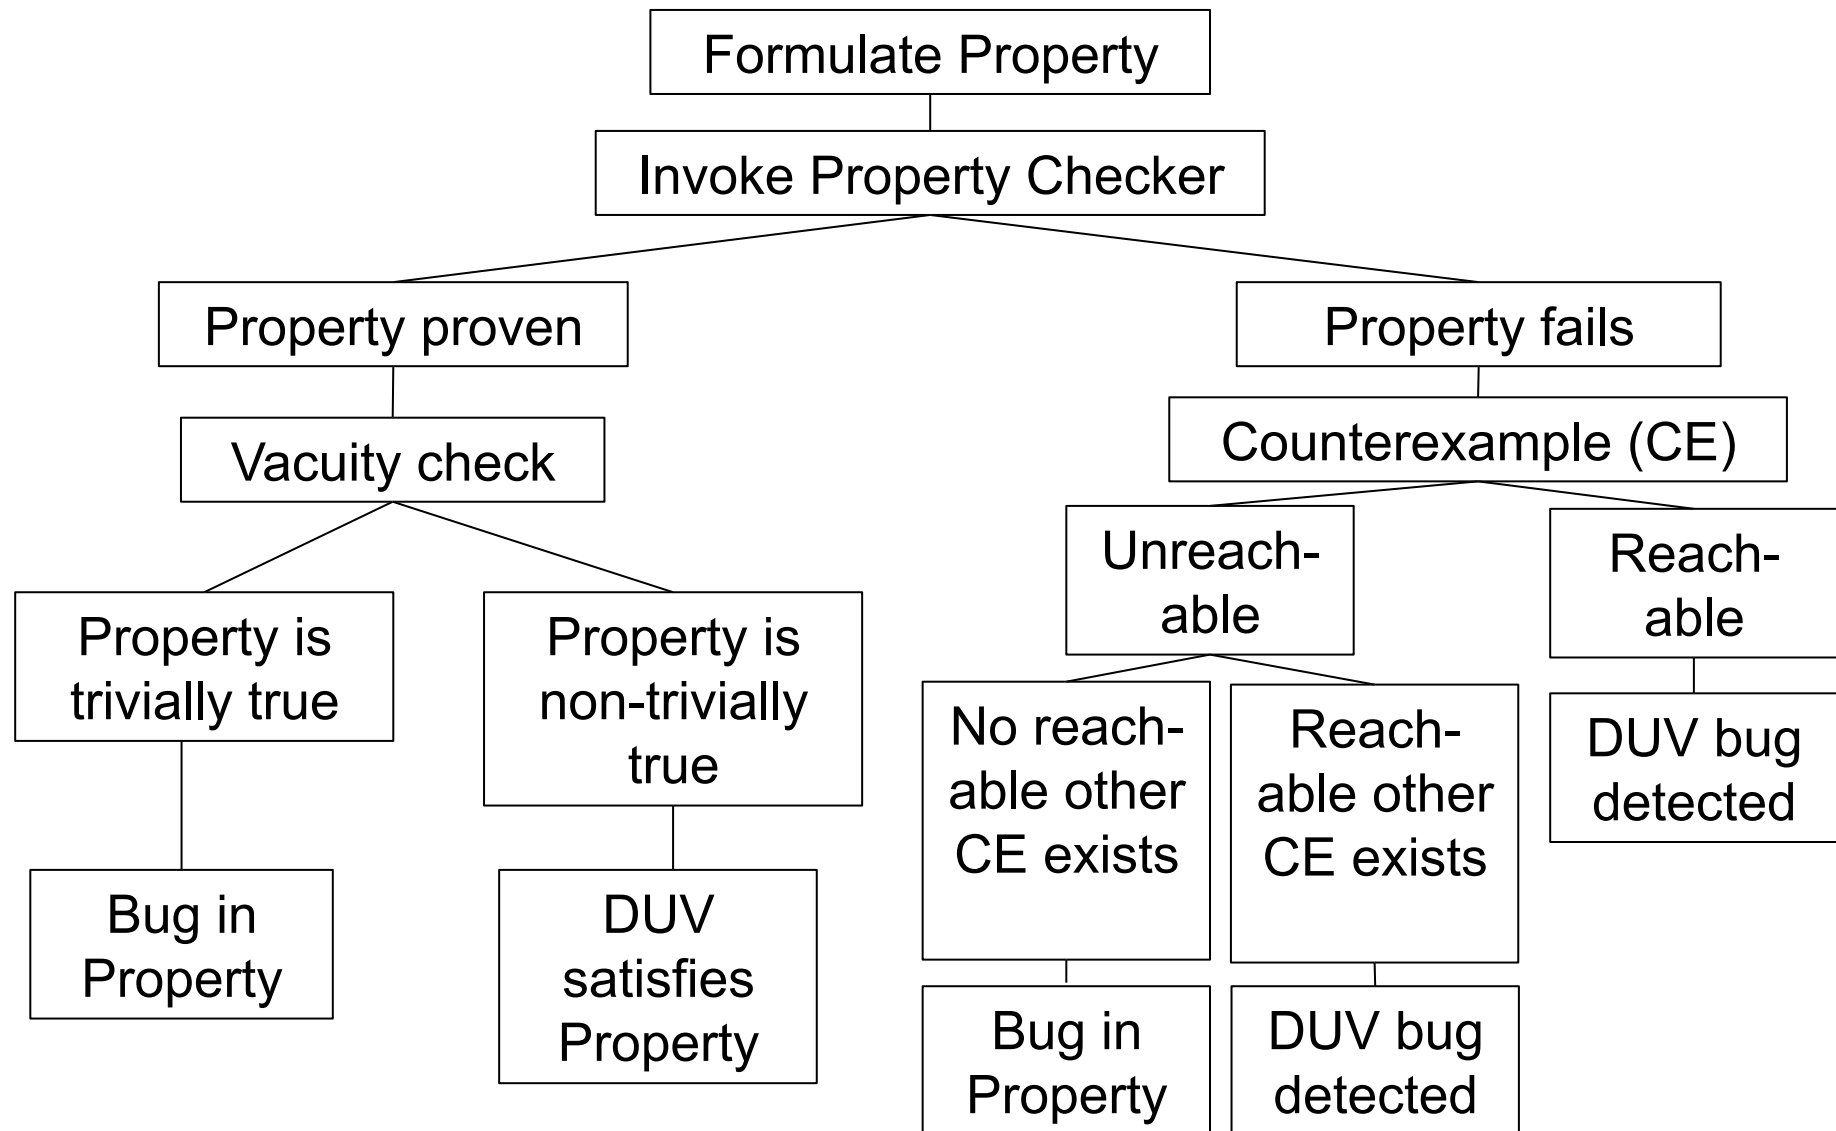 Formulate Property
Invoke Property Checker
Property proven
Property fails
Vacuity check
Counterexample (CE)
Unreach-
able
Reach-
able
Property is
trivially true
Property is
non-trivially
true
No reach-
able other
CE exists
Reach-
able other
CE exists
DUV bug
detected
Bug in
Property
DUV
satisfies
Property
Bug in
Property
DUV bug
detected